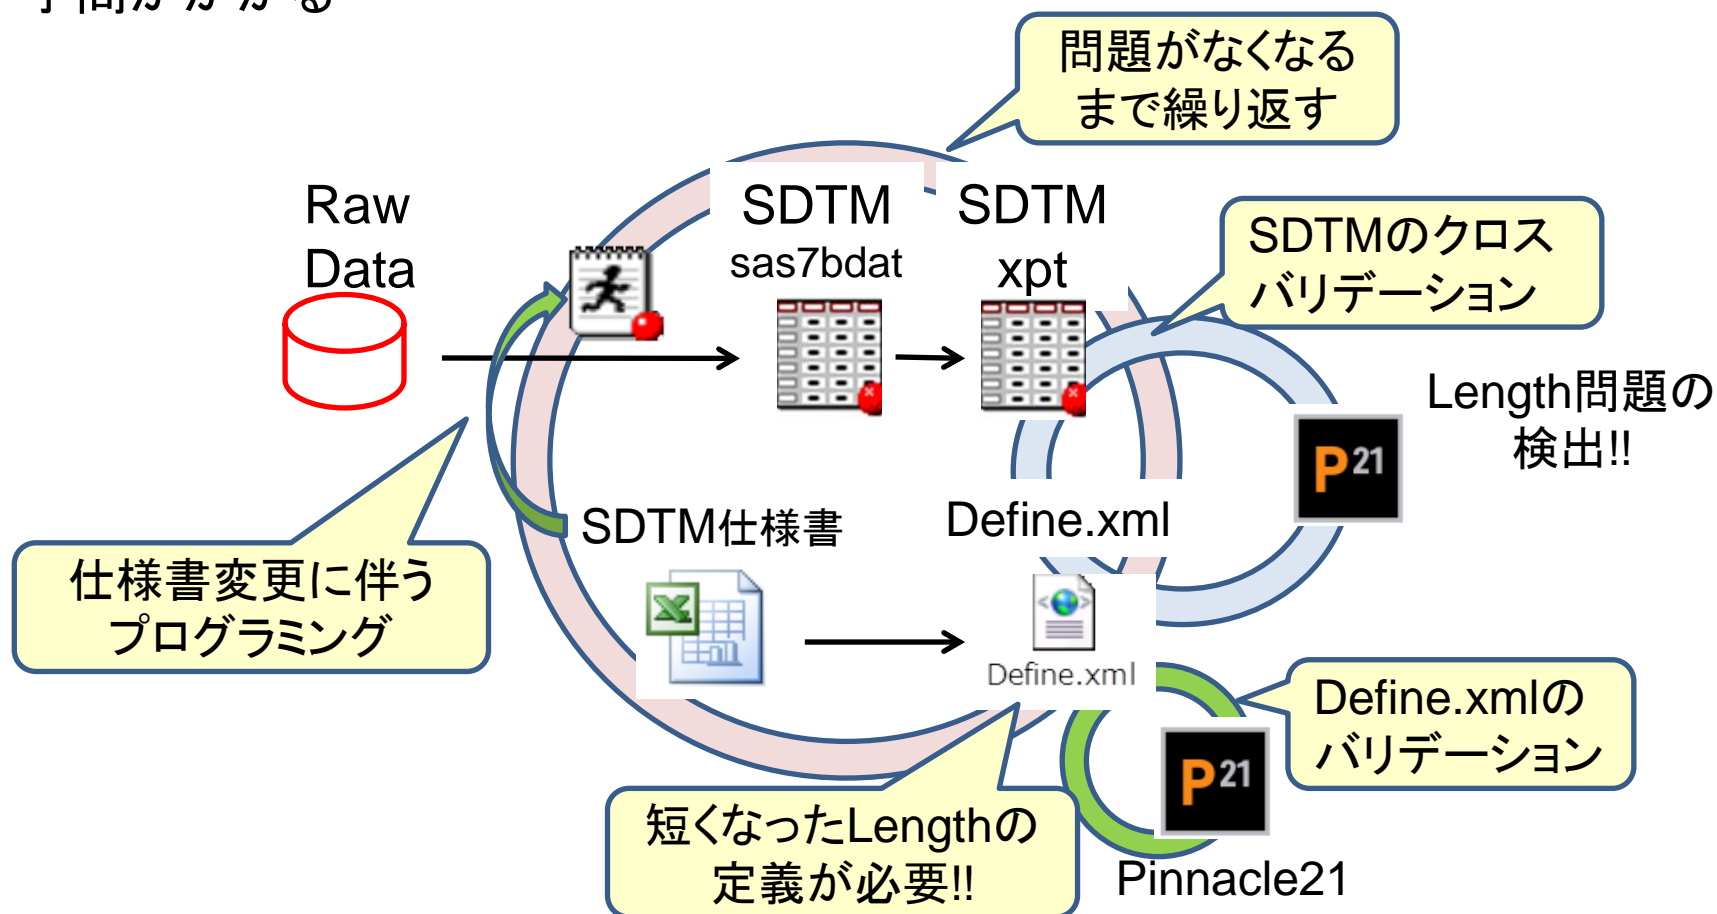 問題がなくなる
まで繰り返す
Raw
Data
SDTM
sas7bdat
SDTM
xpt
SDTMのクロス
バリデーション
Length問題の
検出!!
P21
SDTM仕様書
Define.xml
仕様書変更に伴う
プログラミング
Define.xml
Define.xmlの
バリデーション
P21
短くなったLengthの
定義が必要!!
Pinnacle21